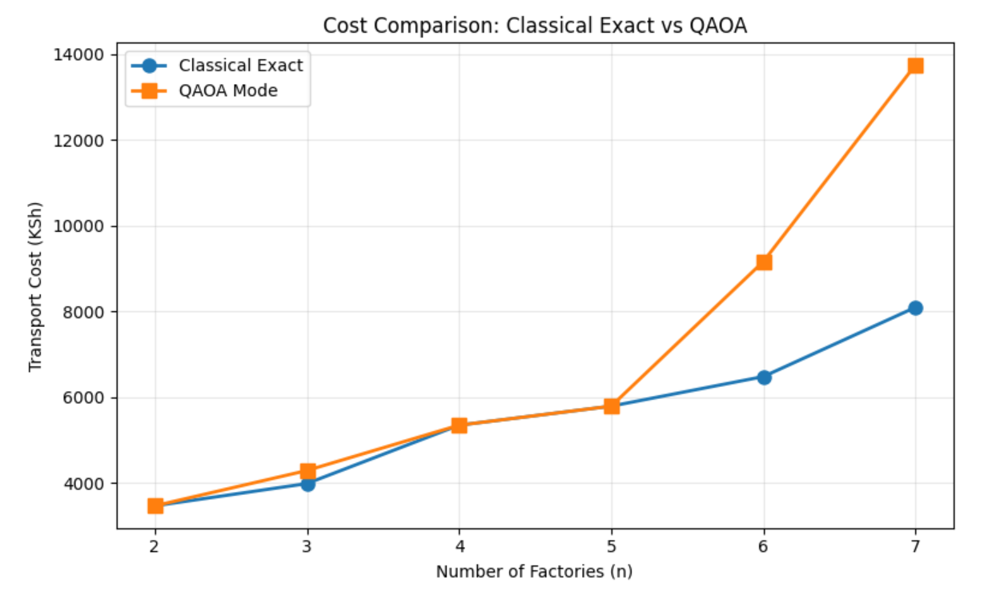 Cost Comparison: Classical Exact vs QAOA
Classical Exact
QAOA Mode
Transport Cost (KSh)
14000
12000
10000
8000
6000
4000
2 3 4 5 6 7
Number of Factories (n)